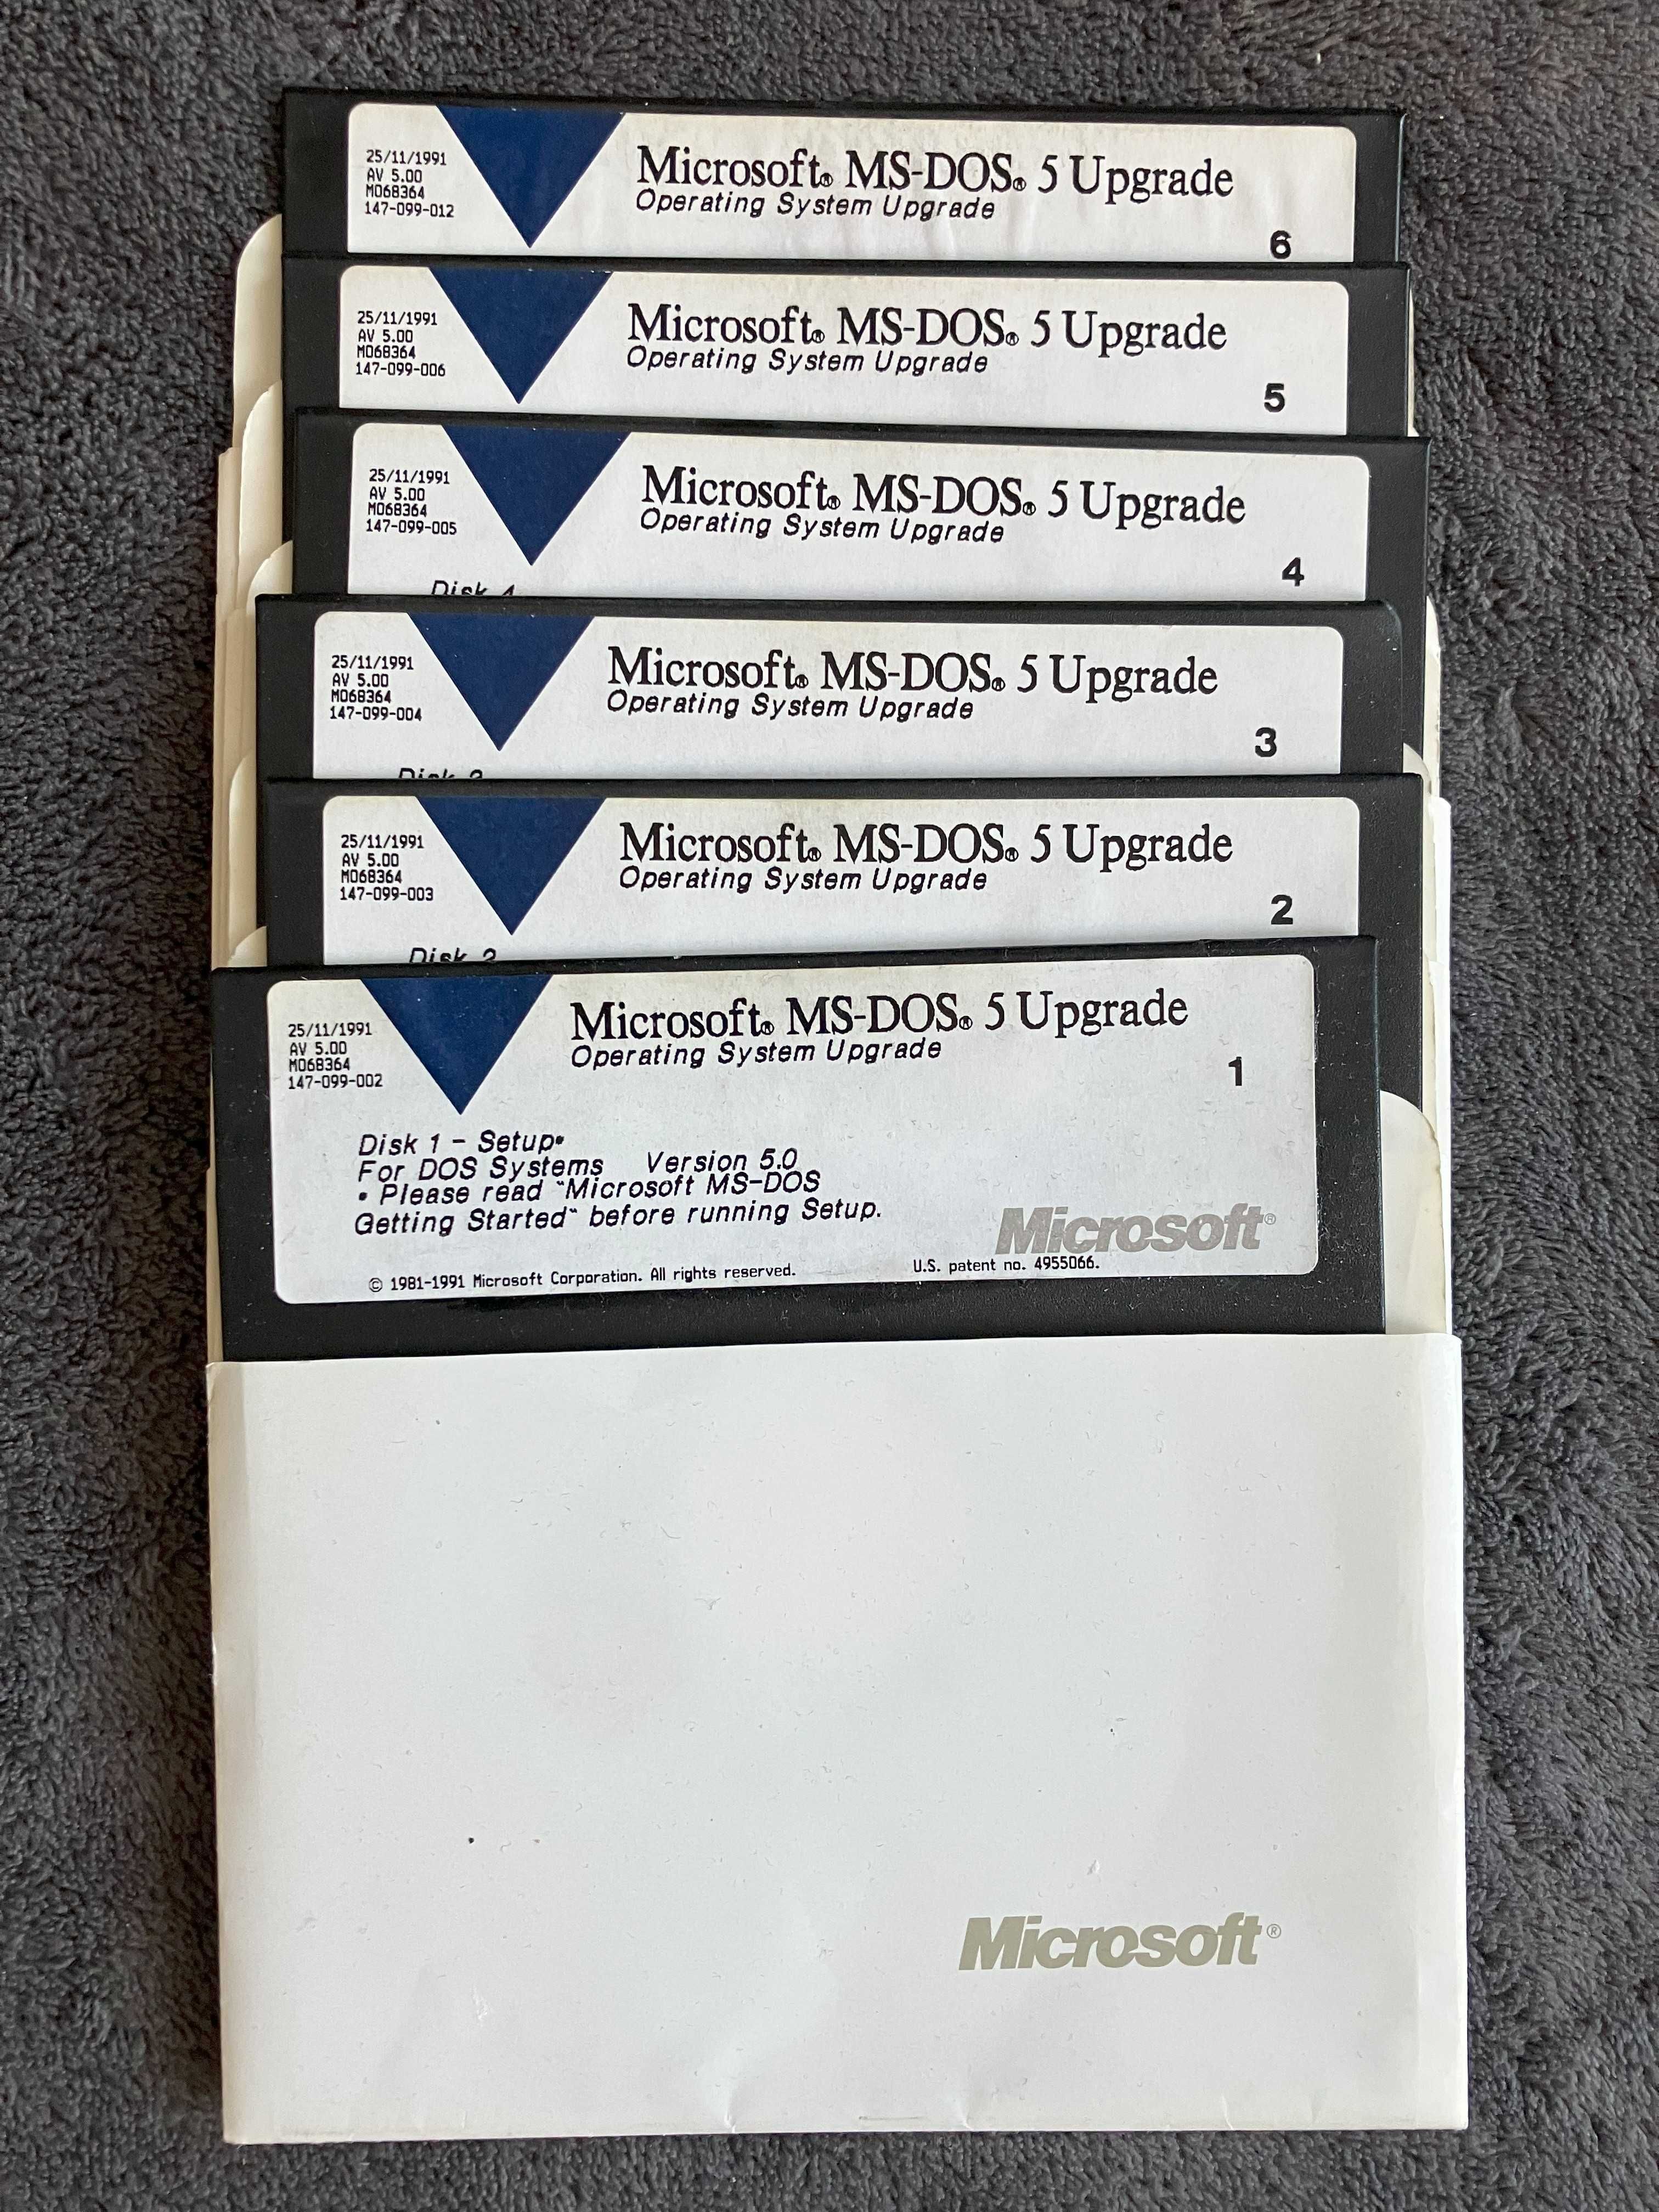 25/11/1991
AV 5.00
M068364
147-099-012
Microsoft® MS-DOS® 5 Upgrade
Operating System Upgrade
6
25/11/1991
AV 5.00
M068364
147-099-006
Microsoft® MS-DOS® 5 Upgrade
Operating System Upgrade
5
25/11/1991
AV 5.00
M068364
147-099-005
Microsoft® MS-DOS® 5 Upgrade
Operating System Upgrade
4
Disk 4
25/11/1991
AV 5.00
M068364
147-099-004
Microsoft® MS-DOS® 5 Upgrade
Operating System Upgrade
3
Disk 3
25/11/1991
AV 5.00
M068364
147-099-003
Microsoft® MS-DOS® 5 Upgrade
Operating System Upgrade
2
Disk 2
25/11/1991
AV 5.00
M068364
147-099-002
Microsoft® MS-DOS® 5 Upgrade
Operating System Upgrade
1
Disk 1 - Setup•
For DOS Systems Version 5.0
• Please read "Microsoft MS-DOS
Getting Started" before running Setup.
Microsoft®
© 1981-1991 Microsoft Corporation. All rights reserved. U.S. patent no. 4955066.
Microsoft®